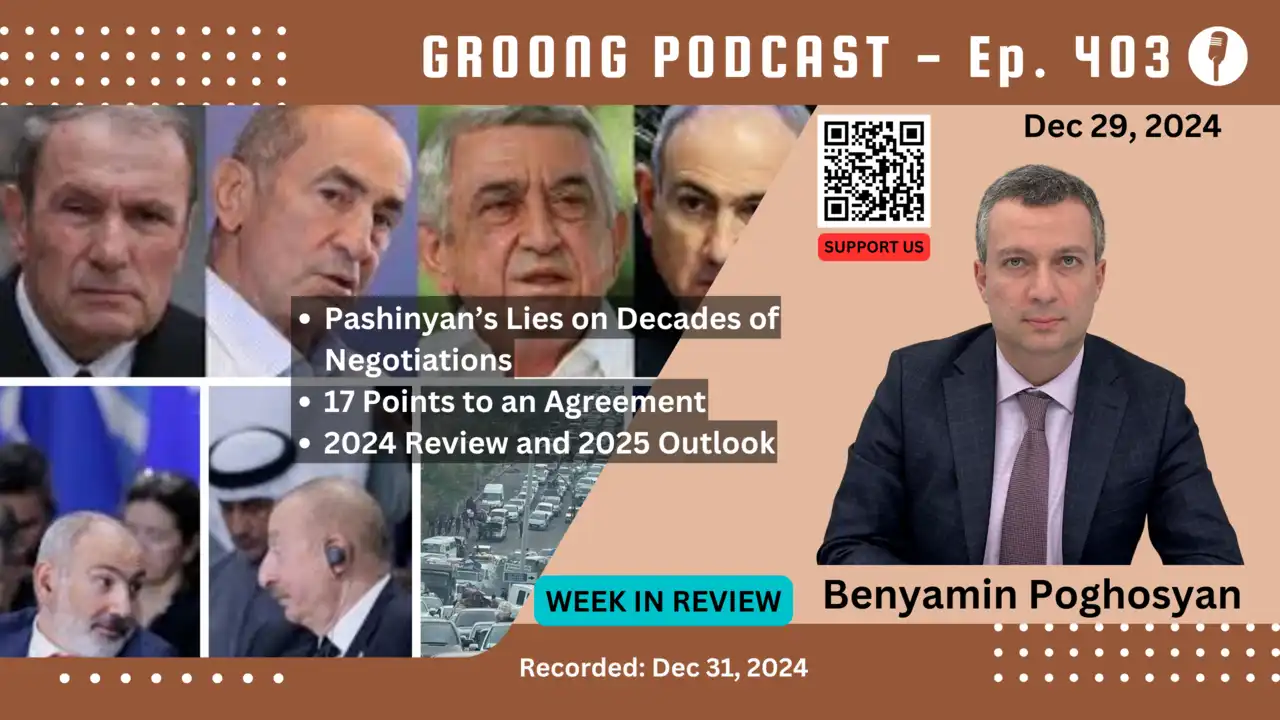 GROONG PODCAST - Ep. 403
Dec 29, 2024
SUPPORT US
• Pashinyan’s Lies on Decades of
Negotiations
• 17 Points to an Agreement
• 2024 Review and 2025 Outlook
WEEK IN REVIEW
Benyamin Poghosyan
Recorded: Dec 31, 2024